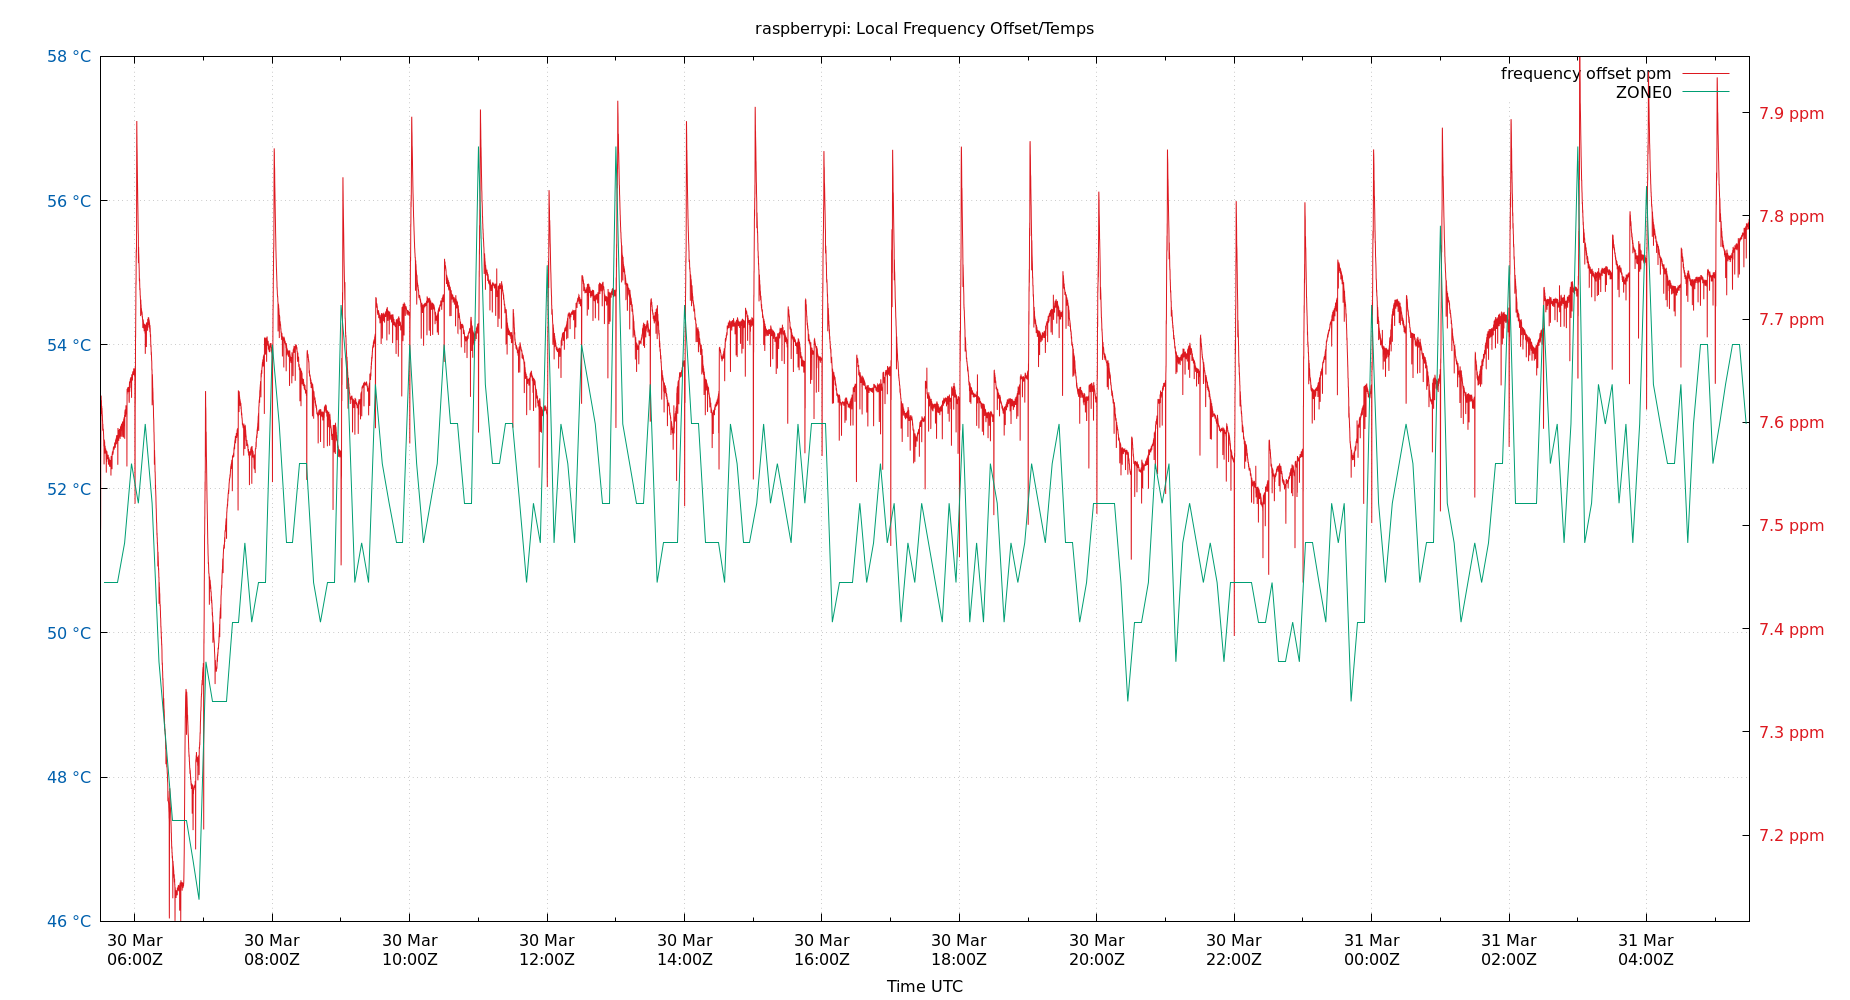 raspberrypi: Local Frequency Offset/Temps
frequency offset ppm
ZONE0
58 °C
56 °C
54 °C
52 °C
50 °C
48 °C
46 °C
7.9 ppm
7.8 ppm
7.7 ppm
7.6 ppm
7.5 ppm
7.4 ppm
7.3 ppm
7.2 ppm
30 Mar 30 Mar 30 Mar 30 Mar 30 Mar 30 Mar 30 Mar 30 Mar 30 Mar 31 Mar 31 Mar 31 Mar
06:00Z 08:00Z 10:00Z 12:00Z 14:00Z 16:00Z 18:00Z 20:00Z 22:00Z 00:00Z 02:00Z 04:00Z
Time UTC